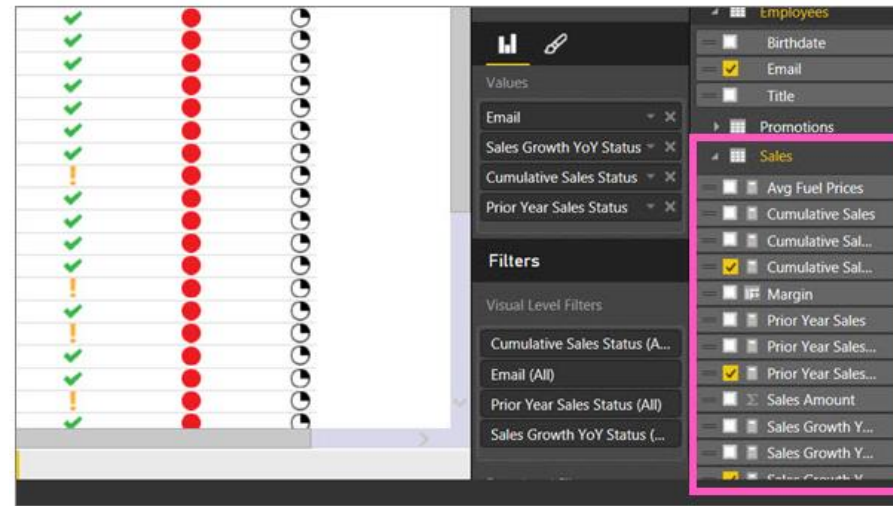 Values
Email
Sales Growth YoY Status
Cumulative Sales Status
Prior Year Sales Status
Filters
Visual Level Filters
Cumulative Sales Status (A...
Email (All)
Prior Year Sales Status (All)
Sales Growth YoY Status (...
Employees
Birthdate
Email
Title
Promotions
Sales
Avg Fuel Prices
Cumulative Sales
Cumulative Sal...
Cumulative Sal...
Margin
Prior Year Sales
Prior Year Sales...
Prior Year Sales...
Sales Amount
Sales Growth Y...
Sales Growth Y...
Sales Growth Y...